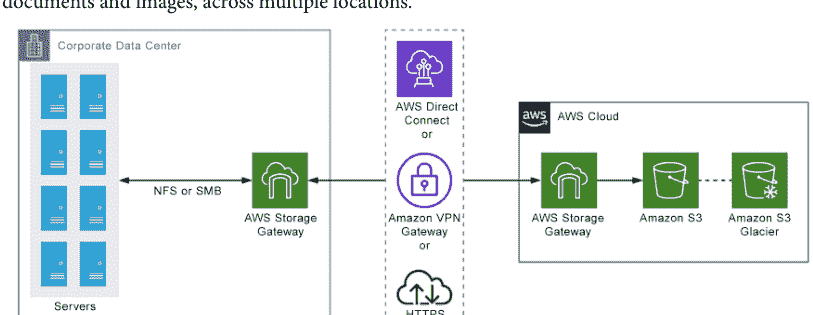 documents and images, across multiple locations.
Corporate Data Center
AWS Direct
Connect
or
aws
AWS Cloud
NFS or SMB
AWS Storage
Gateway
Amazon VPN
Gateway
or
AWS Storage
Gateway
Amazon S3
Amazon S3
Glacier
Servers
HTTPS